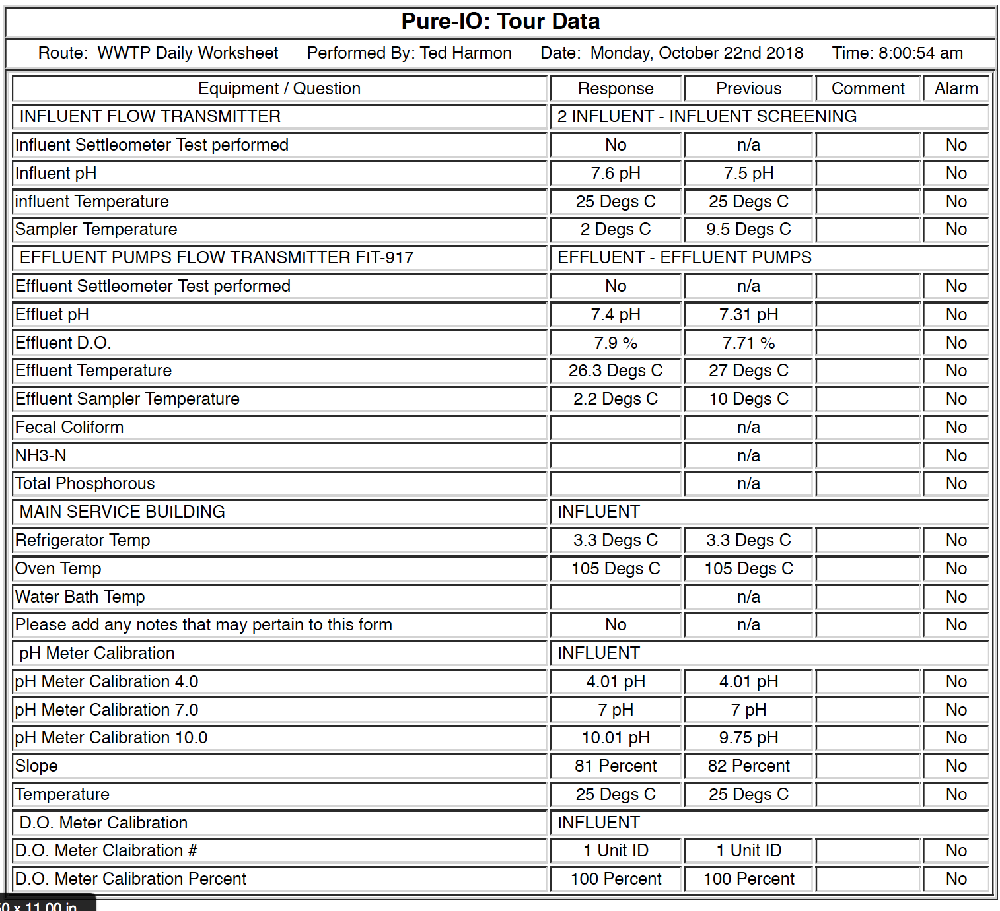 Pure-IO: Tour Data
Route: WWTP Daily Worksheet Performed By: Ted Harmon Date: Monday, October 22nd 2018 Time: 8:00:54 am
Equipment / Question Response Previous Comment Alarm
INFLUENT FLOW TRANSMITTER 2 INFLUENT - INFLUENT SCREENING
Influent Settleometer Test performed No n/a No
Influent pH 7.6 pH 7.5 pH No
influent Temperature 25 Degs C 25 Degs C No
Sampler Temperature 2 Degs C 9.5 Degs C No
EFFLUENT PUMPS FLOW TRANSMITTER FIT-917 EFFLUENT - EFFLUENT PUMPS
Effluent Settleometer Test performed No n/a No
Effluet pH 7.4 pH 7.31 pH No
Effluent D.O. 7.9 % 7.71 % No
Effluent Temperature 26.3 Degs C 27 Degs C No
Effluent Sampler Temperature 2.2 Degs C 10 Degs C No
Fecal Coliform n/a No
NH3-N n/a No
Total Phosphorous n/a No
MAIN SERVICE BUILDING INFLUENT
Refrigerator Temp 3.3 Degs C 3.3 Degs C No
Oven Temp 105 Degs C 105 Degs C No
Water Bath Temp n/a No
Please add any notes that may pertain to this form No n/a No
pH Meter Calibration INFLUENT
pH Meter Calibration 4.0 4.01 pH 4.01 pH No
pH Meter Calibration 7.0 7 pH 7 pH No
pH Meter Calibration 10.0 10.01 pH 9.75 pH No
Slope 81 Percent 82 Percent No
Temperature 25 Degs C 25 Degs C No
D.O. Meter Calibration INFLUENT
D.O. Meter Claibration # 1 Unit ID 1 Unit ID No
D.O. Meter Calibration Percent 100 Percent 100 Percent No
x 11.00 in